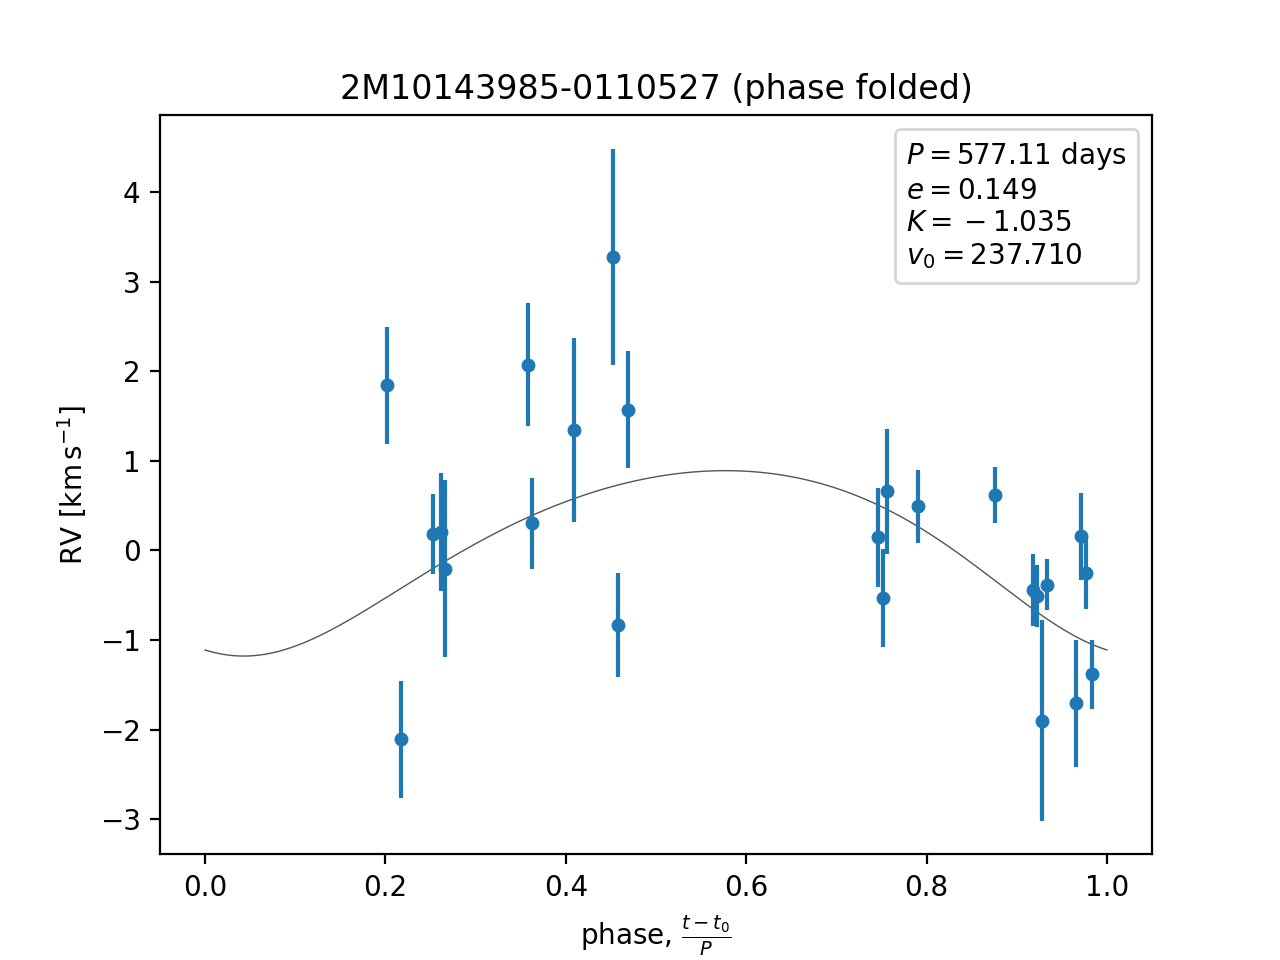 2M10143985-0110527 (phase folded)
P = 577.11 days
e = 0.149
K = −1.035
v₀ = 237.710
4
3
2
1
0
−1
−2
−3
RV [km s⁻¹]
0.0 0.2 0.4 0.6 0.8 1.0
phase, (t − t₀)/P